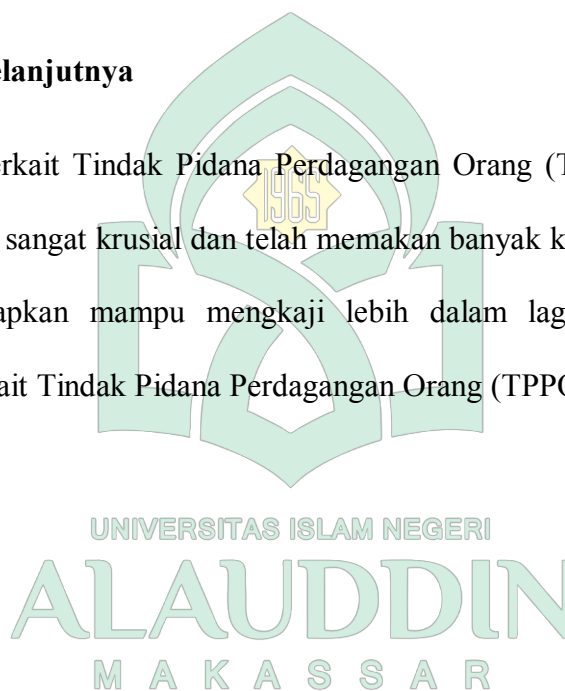 elanjutnya
erkait Tindak Pidana Perdagangan Orang (T
sangat krusial dan telah memakan banyak k
apkan mampu mengkaji lebih dalam lag
ait Tindak Pidana Perdagangan Orang (TPPO
1965
UNIVERSITAS ISLAM NEGERI
ALAUDDIN
MAKASSAR